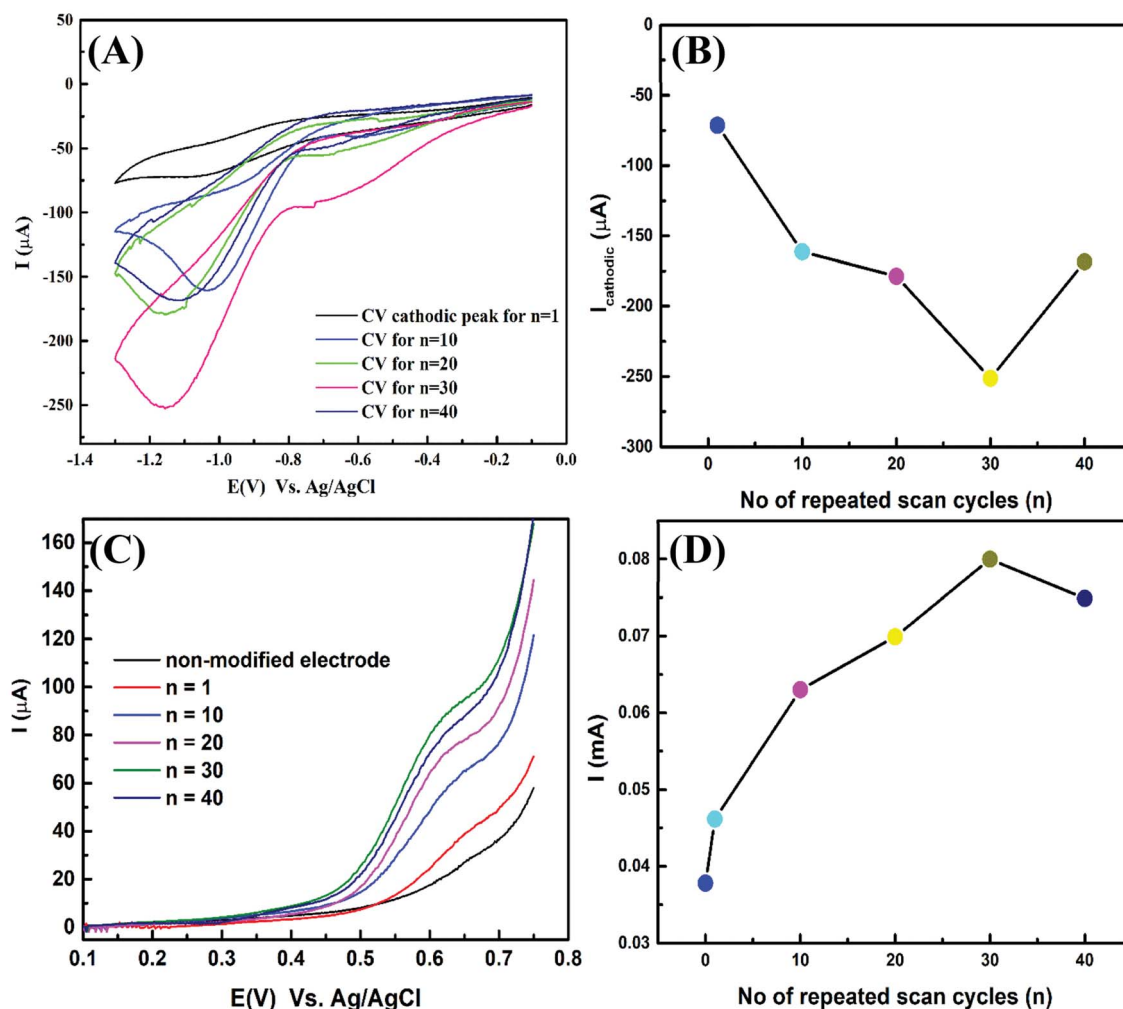 (A)
50
0
-50
-100
-150
-200
-250
I (μA)
CV cathodic peak for n=1
CV for n=10
CV for n=20
CV for n=30
CV for n=40
-1.4 -1.2 -1.0 -0.8 -0.6 -0.4 -0.2 0.0
E(V) Vs. Ag/AgCl
(B)
0
-50
-100
-150
-200
-250
-300
I cathodic (μA)
0 10 20 30 40
No of repeated scan cycles (n)
(C)
160
140
120
100
80
60
40
20
0
I (μA)
non-modified electrode
n = 1
n = 10
n = 20
n = 30
n = 40
0.1 0.2 0.3 0.4 0.5 0.6 0.7 0.8
E(V) Vs. Ag/AgCl
(D)
0.08
0.07
0.06
0.05
0.04
0.03
I (mA)
0 10 20 30 40
No of repeated scan cycles (n)